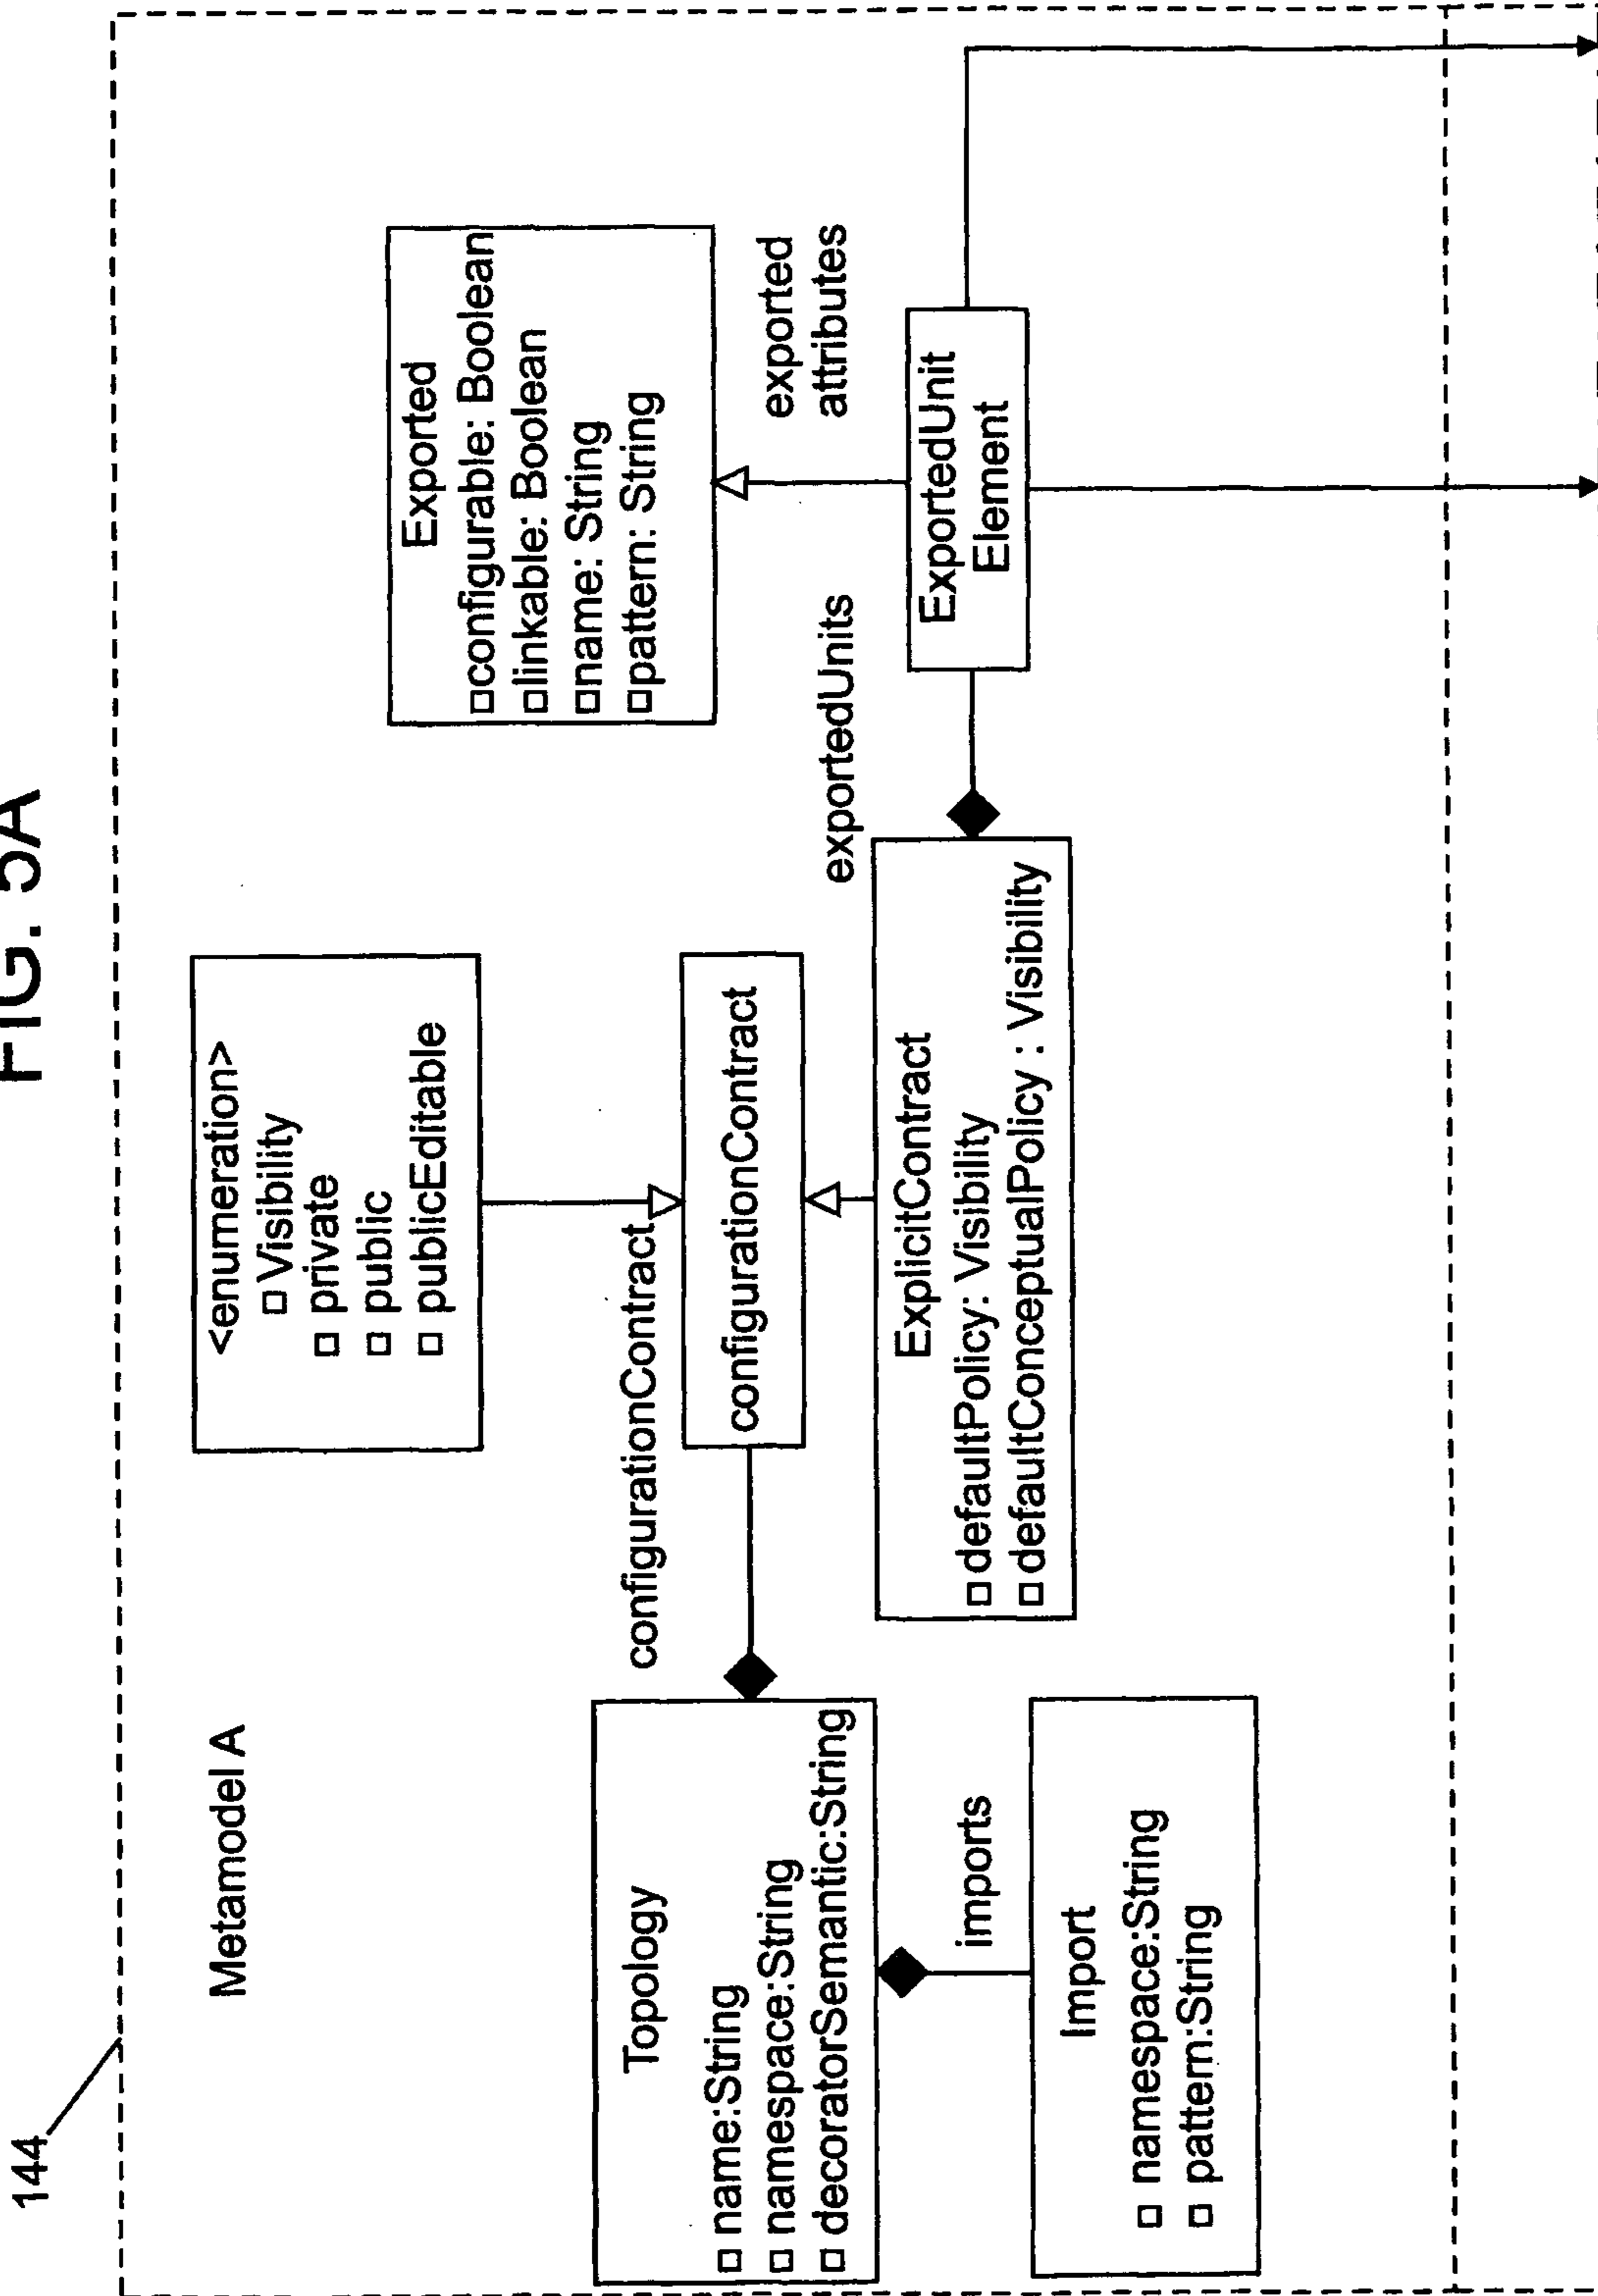 FIG. 5A
144
Metamodel A
<enumeration>
Visibility
private
public
publicEditable
Exported
configurable: Boolean
linkable: Boolean
name: String
pattern: String
Topology
name:String
namespace:String
decoratorSemantic:String
configurationContract
configurationContract
exported
attributes
exportedUnits
ExplicitContract
defaultPolicy: Visibility
defaultConceptualPolicy : Visibility
ExportedUnit
Element
imports
Import
namespace:String
pattern:String